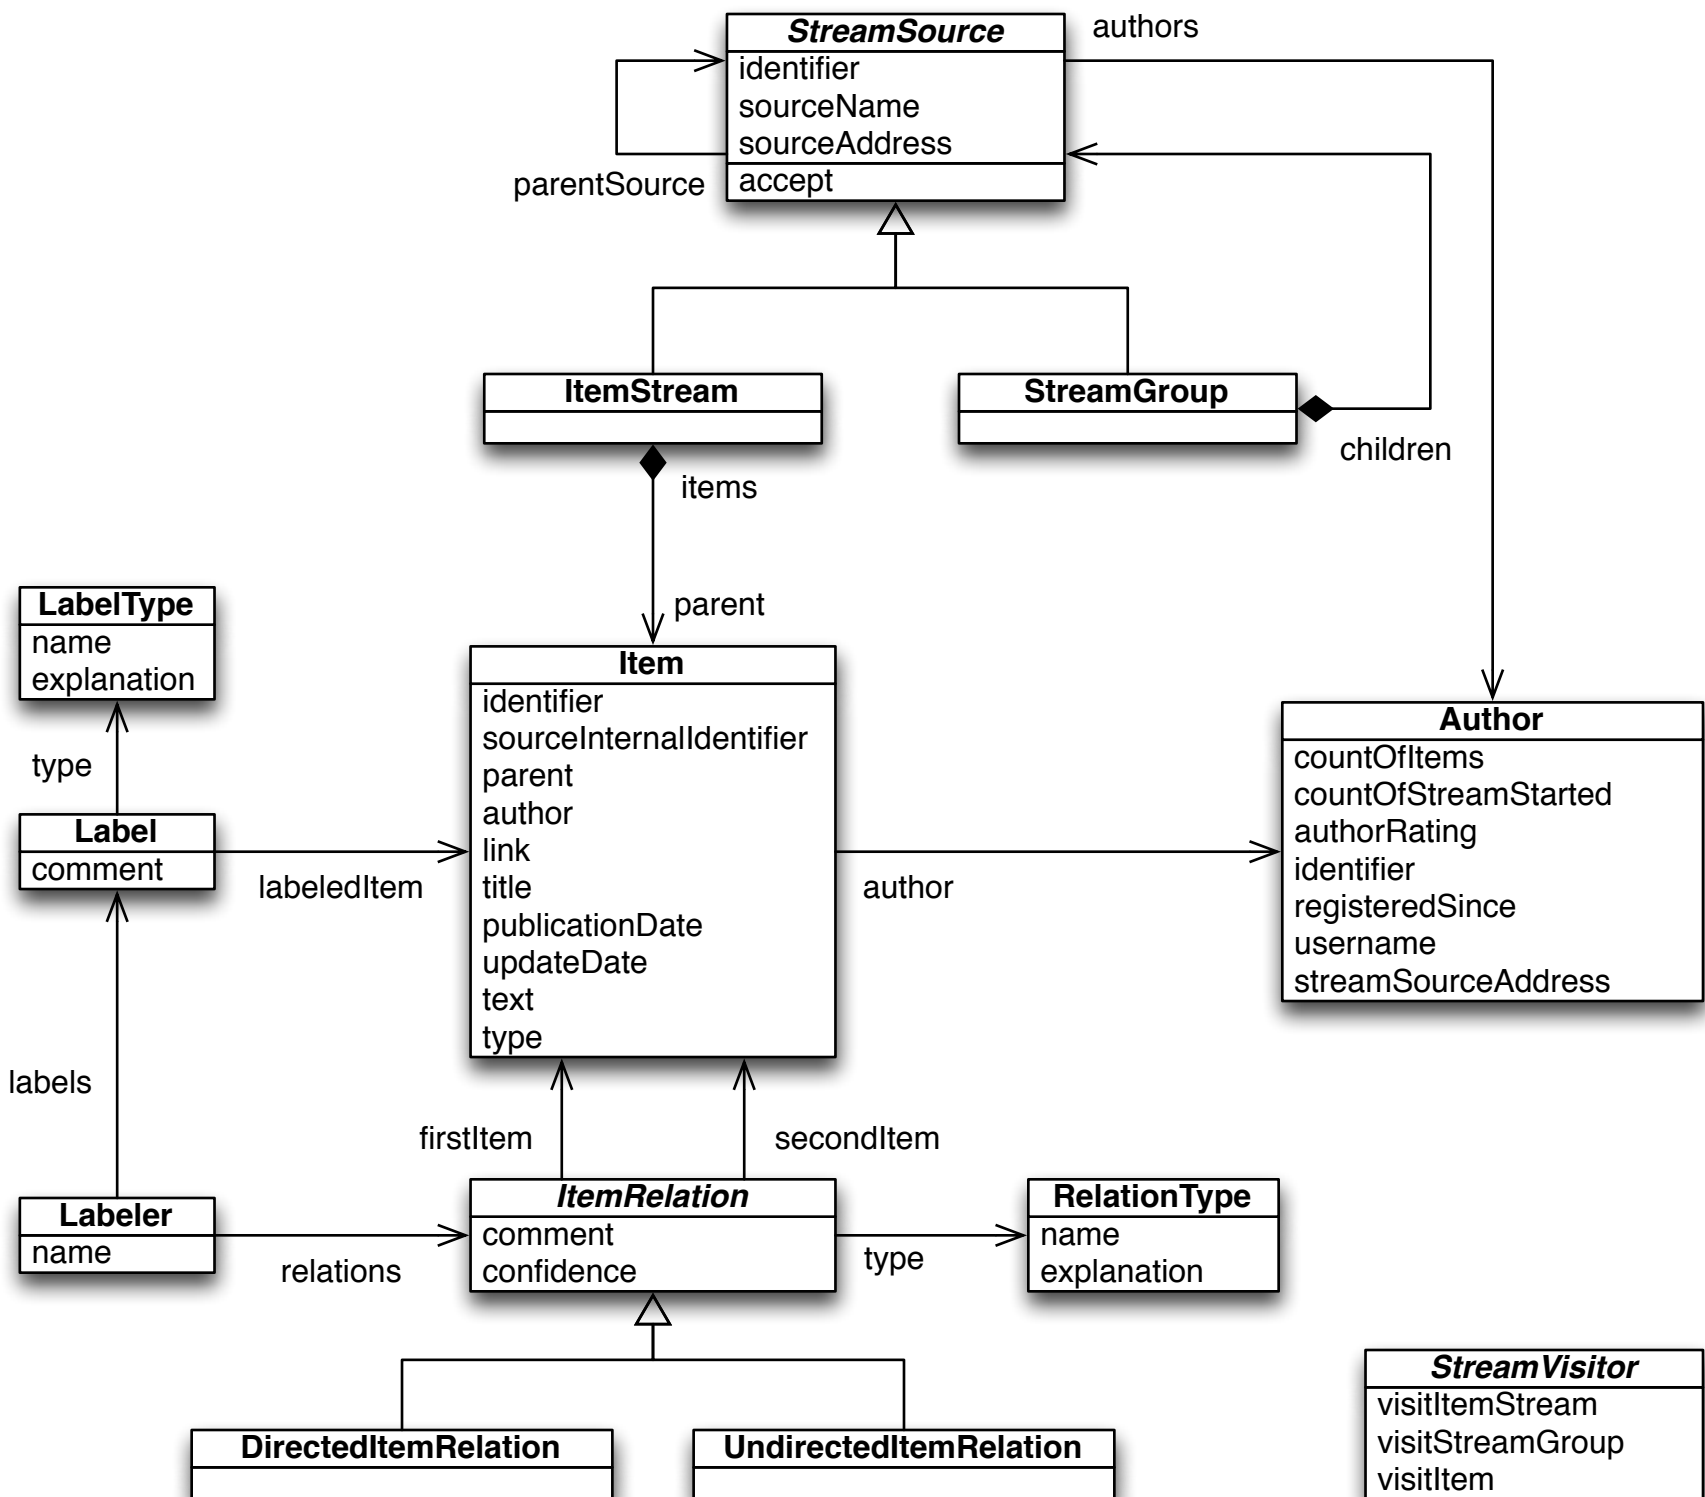 StreamSource
identifier
sourceName
sourceAddress
accept
authors
parentSource
ItemStream
StreamGroup
children
items
parent
LabelType
name
explanation
type
Label
comment
labeledItem
labels
Item
identifier
sourceInternalIdentifier
parent
author
link
title
publicationDate
updateDate
text
type
author
Author
countOfItems
countOfStreamStarted
authorRating
identifier
registeredSince
username
streamSourceAddress
firstItem
secondItem
Labeler
name
relations
ItemRelation
comment
confidence
type
RelationType
name
explanation
DirectedItemRelation
UndirectedItemRelation
StreamVisitor
visitItemStream
visitStreamGroup
visitItem